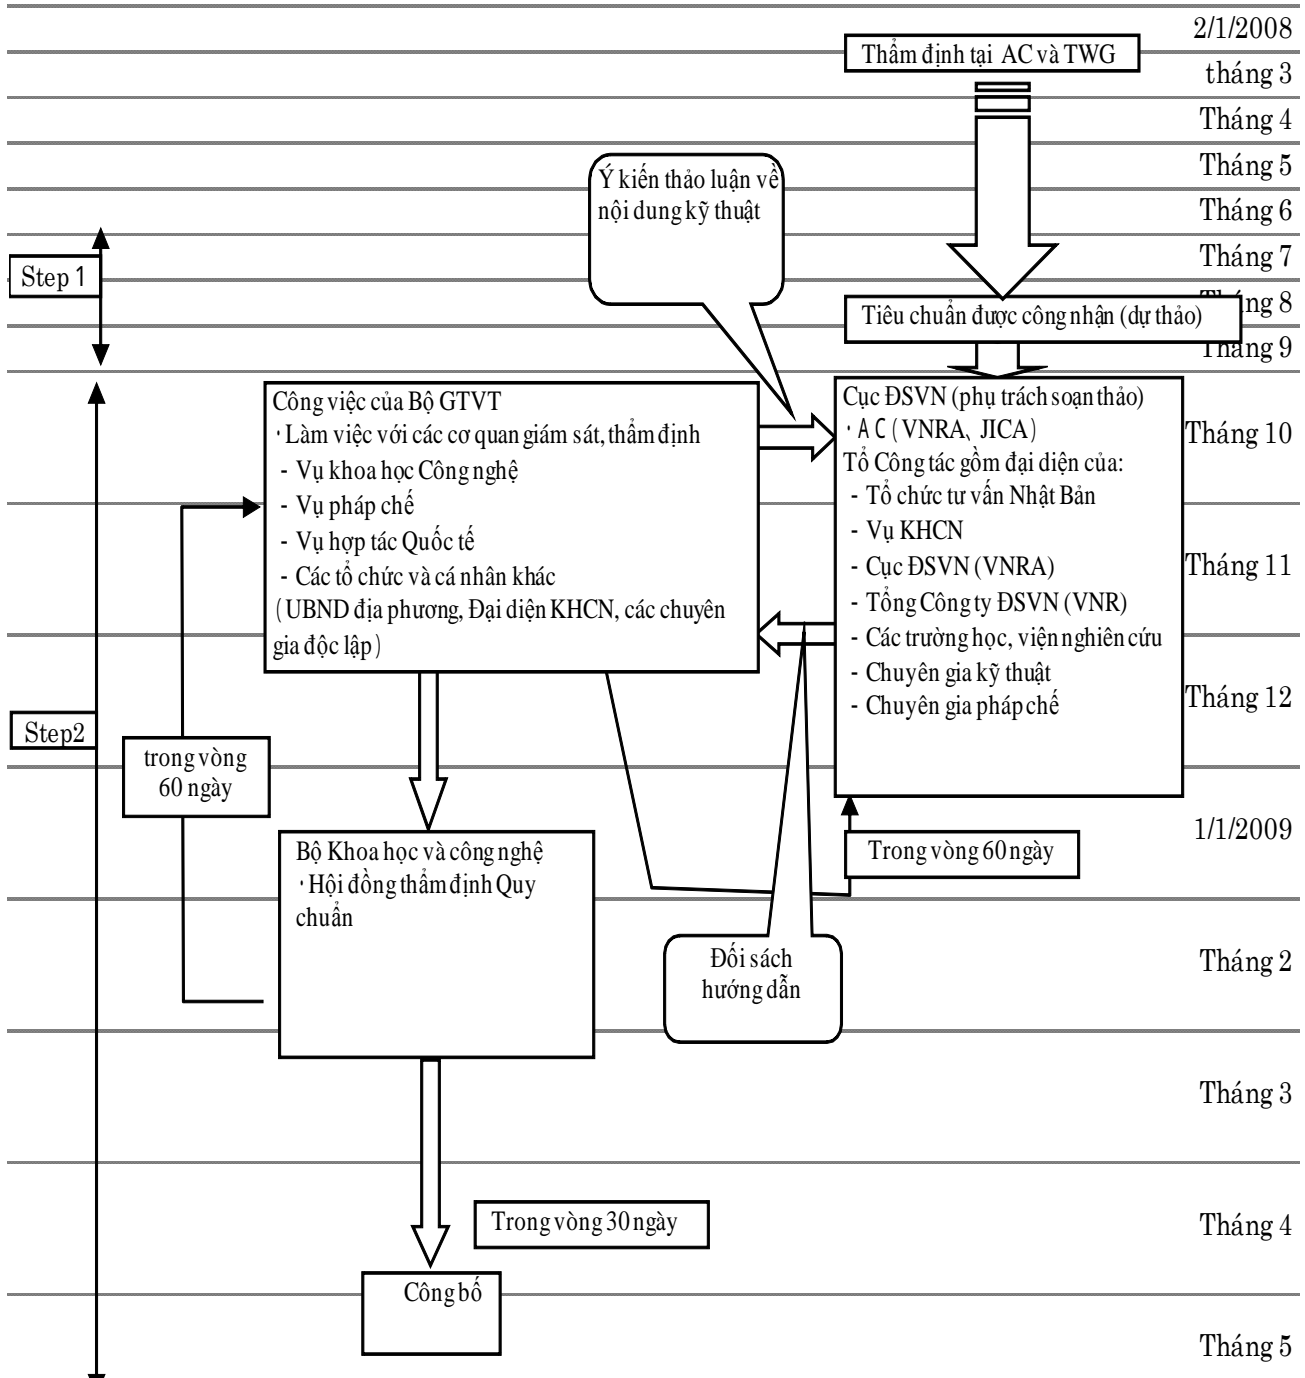 2/1/2008
Thẩm định tại AC và TWG
tháng 3
Tháng 4
Tháng 5
Ý kiến thảo luận về
nội dung kỹ thuật
Tháng 6
Tháng 7
Step 1
Tháng 8
Tiêu chuẩn được công nhận (dự thảo)
Tháng 9
Công việc của Bộ GTVT
・Làm việc với các cơ quan giám sát, thẩm định
- Vụ khoa học Công nghệ
- Vụ pháp chế
- Vụ hợp tác Quốc tế
- Các tổ chức và cá nhân khác
(UBND địa phương, Đại diện KHCN, các chuyên
gia độc lập)
Cục ĐSVN (phụ trách soạn thảo)
・AC(VNRA、JICA)
Tổ Công tác gồm đại diện của:
- Tổ chức tư vấn Nhật Bản
- Vụ KHCN
- Cục ĐSVN (VNRA)
- Tổng Công ty ĐSVN (VNR)
- Các trường học, viện nghiên cứu
- Chuyên gia kỹ thuật
- Chuyên gia pháp chế
Tháng 10
Tháng 11
Tháng 12
Step2
trong vòng
60 ngày
1/1/2009
Trong vòng 60 ngày
Bộ Khoa học và công nghệ
・Hội đồng thẩm định Quy
chuẩn
Đối sách
hướng dẫn
Tháng 2
Tháng 3
Trong vòng 30 ngày
Tháng 4
Công bố
Tháng 5